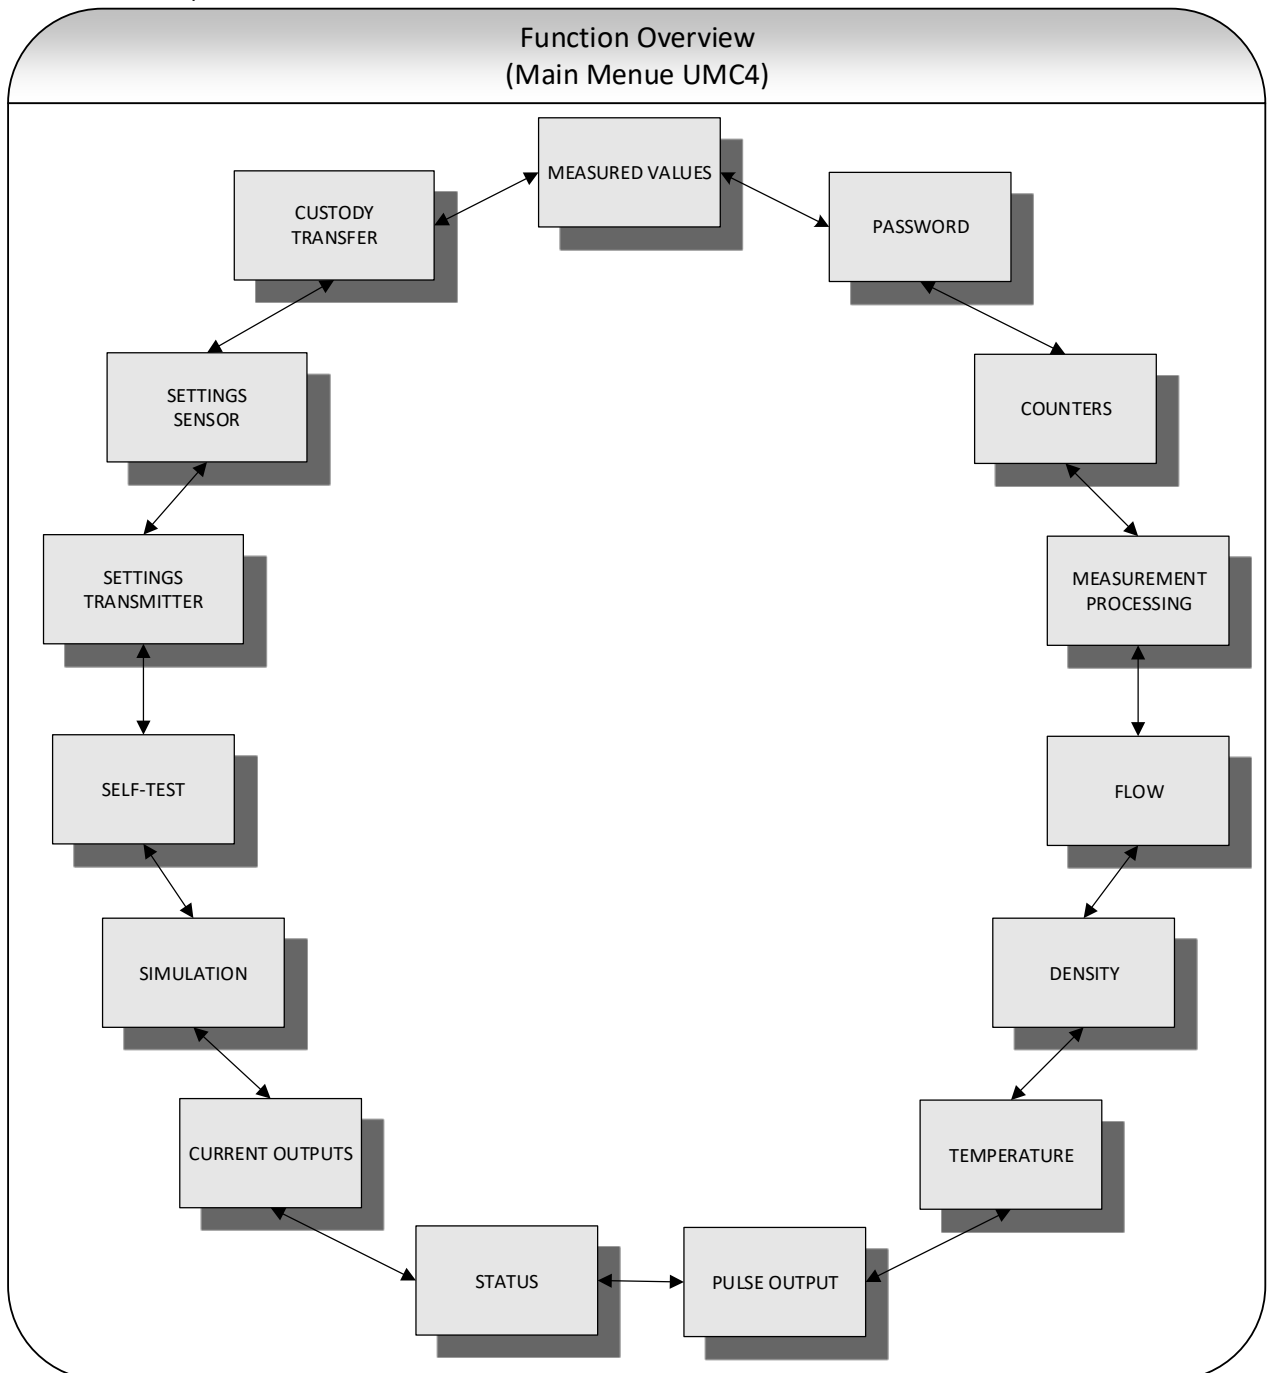 Function Overview
(Main Menue UMC4)
MEASURED VALUES
CUSTODY
TRANSFER
PASSWORD
SETTINGS
SENSOR
COUNTERS
SETTINGS
TRANSMITTER
MEASUREMENT
PROCESSING
SELF-TEST
FLOW
SIMULATION
DENSITY
CURRENT OUTPUTS
TEMPERATURE
STATUS
PULSE OUTPUT